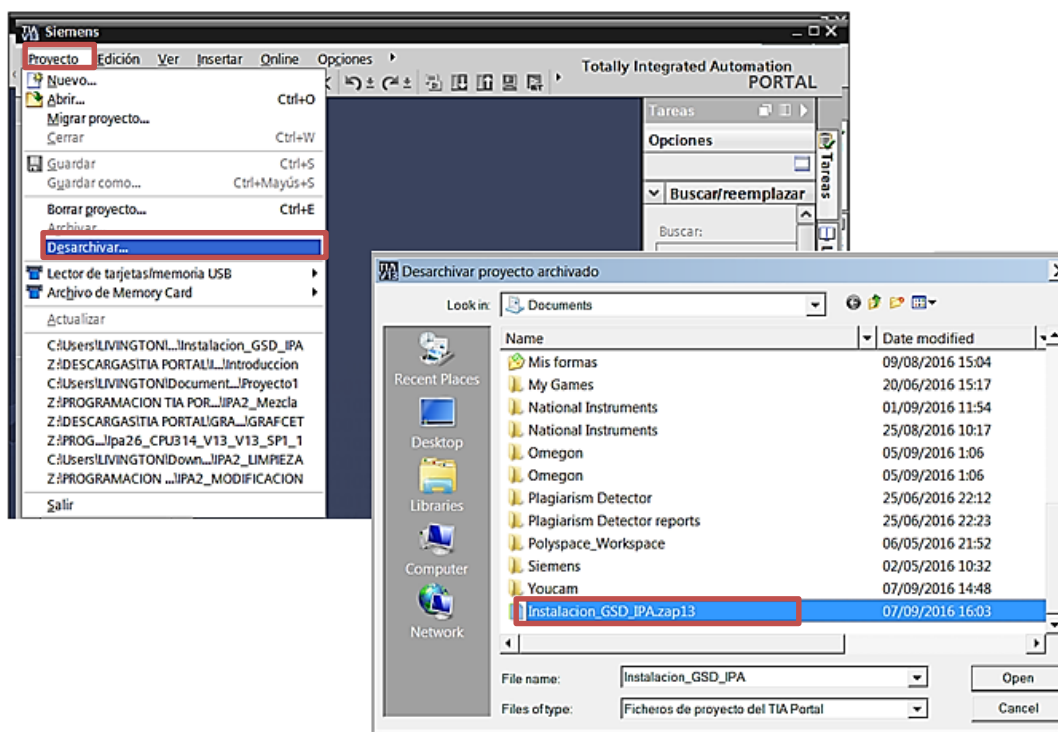 Siemens
Proyecto Edición Ver Insertar Online Opciones
Totally Integrated Automation
PORTAL
Nuevo...
Abrir... Ctrl+O
Migrar proyecto...
Cerrar Ctrl+W
Guardar Ctrl+S
Guardar como... Ctrl+Mayús+S
Borrar proyecto... Ctrl+E
Archivar
Desarchivar...
Lector de tarjetas/memoria USB
Archivo de Memory Card
Actualizar
C:\Users\LIVINGTON\...\Instalacion_GSD_IPA
Z:\DESCARGAS\TIA PORTAL\I...\Introduccion
C:\Users\LIVINGTON\Document...\Proyecto1
Z:\PROGRAMACION TIA POR...\IPA2_Mezcla
Z:\DESCARGAS\TIA PORTAL\GRA...\GRAFCET
Z:\PROG...\Ipa26_CPU314_V13_V13_SP1_1
C:\Users\LIVINGTON\Down...\IPA2_LIMPIEZA
Z:\PROGRAMACION ...\IPA2_MODIFICACION
Salir
Tareas
Opciones
Buscar/reemplazar
Buscar:
Tareas
Desarchivar proyecto archivado
Look in: Documents
Name Date modified
Mis formas 09/08/2016 15:04
My Games 20/06/2016 15:17
National Instruments 01/09/2016 11:54
National Instruments 25/08/2016 10:17
Omegon 05/09/2016 1:06
Omegon 05/09/2016 1:06
Plagiarism Detector 25/06/2016 22:12
Plagiarism Detector reports 25/06/2016 22:23
Polyspace_Workspace 06/05/2016 21:52
Siemens 02/05/2016 10:32
Youcam 07/09/2016 14:48
Instalacion_GSD_IPA.zap13 07/09/2016 16:03
Recent Places
Desktop
Libraries
Computer
Network
File name: Instalacion_GSD_IPA Open
Files of type: Ficheros de proyecto del TIA Portal Cancel